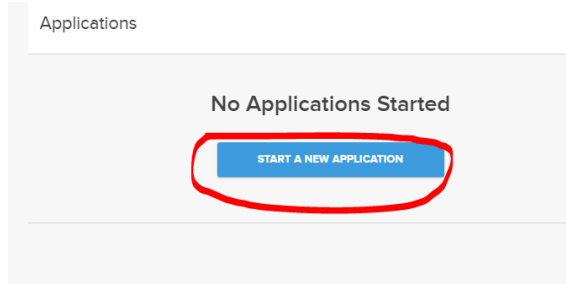 Applications
No Applications Started
START A NEW APPLICATION